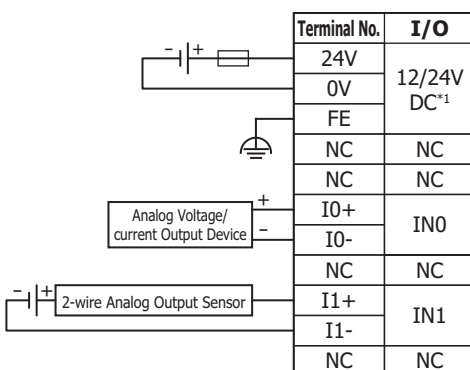 Terminal No. I/O
- + 24V
0V 12/24V DC*1
FE
NC NC
NC NC
Analog Voltage/ + I0+
current Output Device - I0- IN0
NC NC
- + 2-wire Analog Output Sensor I1+
I1- IN1
NC NC